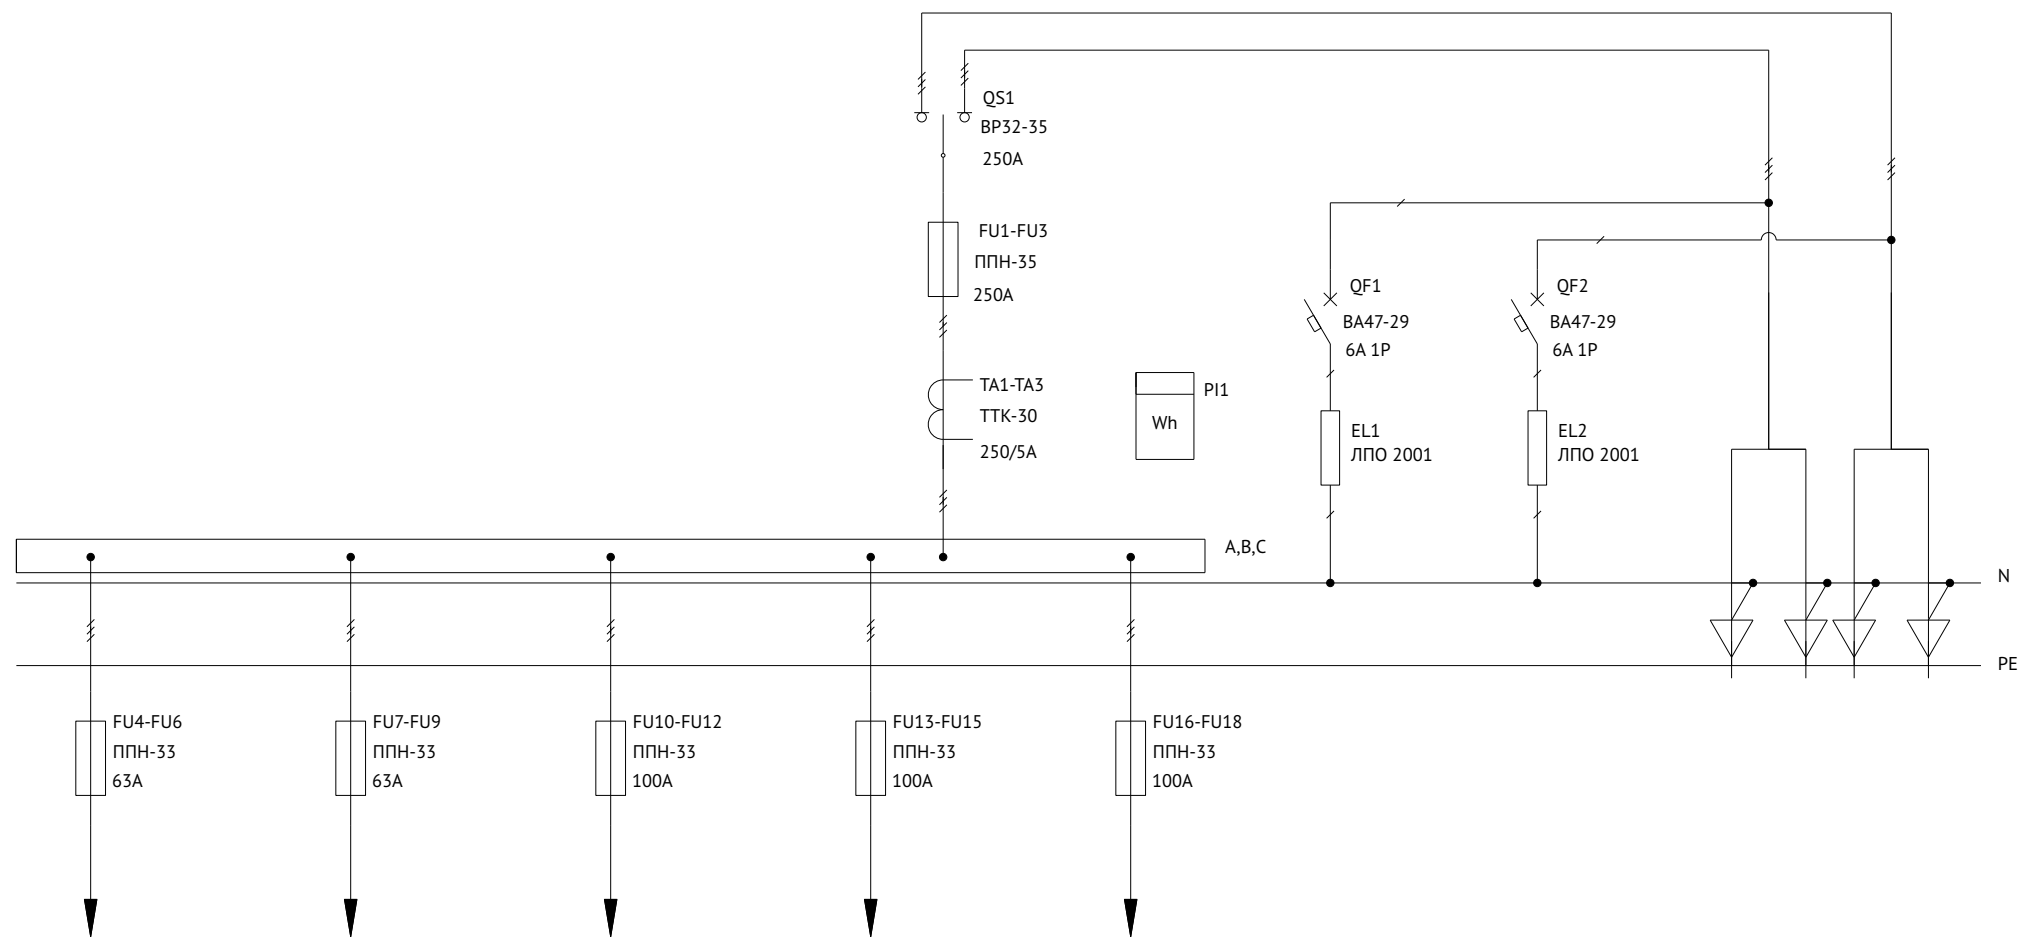 QS1
ВР32-35
250А
FU1-FU3
ППН-35
250А
QF1
ВА47-29
6А 1Р
QF2
ВА47-29
6А 1Р
ТА1-ТА3
ТТК-30
250/5А
PI1
Wh
EL1
ЛПО 2001
EL2
ЛПО 2001
А,В,С
N
PE
FU4-FU6
ППН-33
63А
FU7-FU9
ППН-33
63А
FU10-FU12
ППН-33
100А
FU13-FU15
ППН-33
100А
FU16-FU18
ППН-33
100А